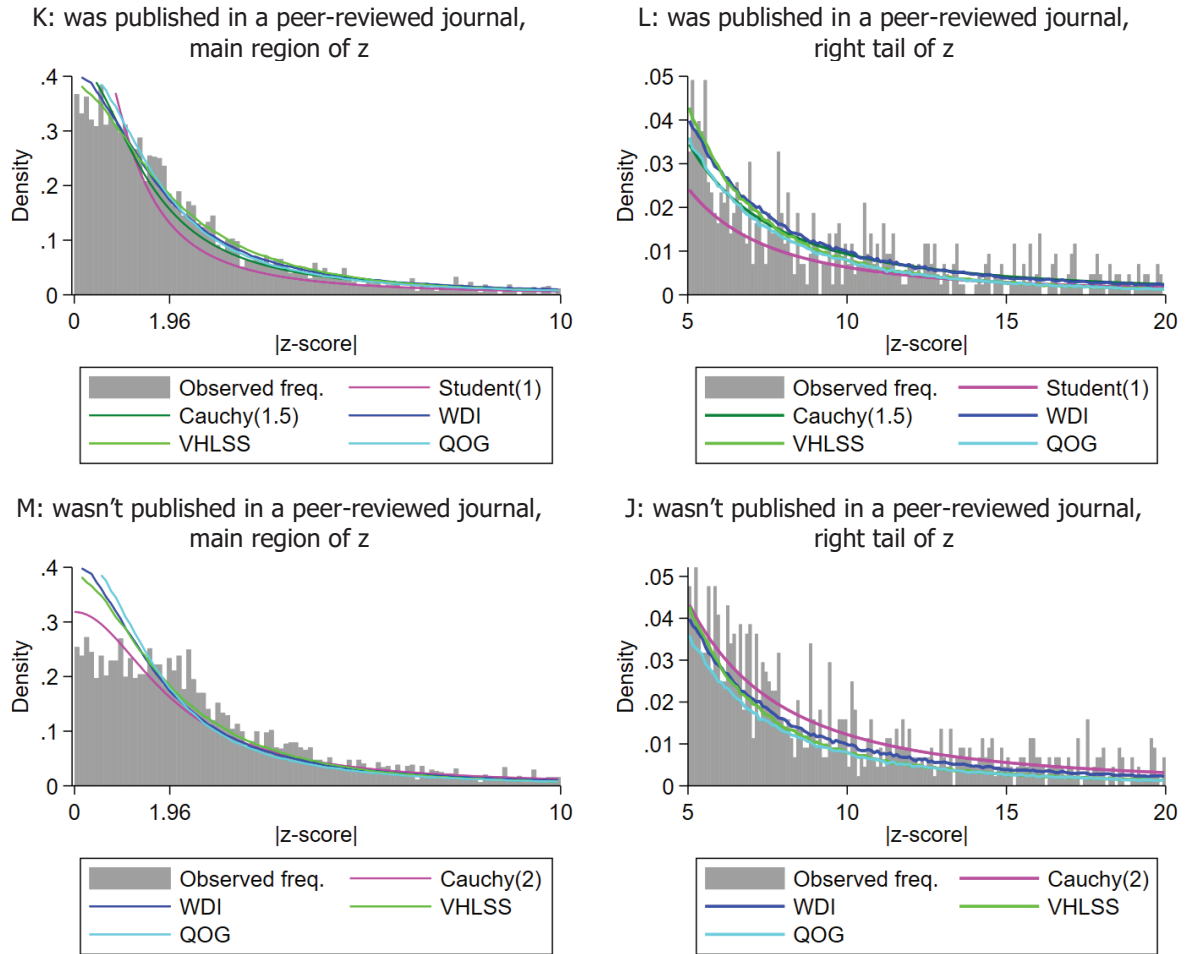 K: was published in a peer-reviewed journal,
main region of z
.4
.3
.2
.1
0
Density
0
1.96
10
|z-score|
Observed freq.
Student(1)
Cauchy(1.5)
WDI
VHLSS
QOG
L: was published in a peer-reviewed journal,
right tail of z
.05
.04
.03
.02
.01
0
Density
5
10
15
20
|z-score|
Observed freq.
Student(1)
Cauchy(1.5)
WDI
VHLSS
QOG
M: wasn't published in a peer-reviewed journal,
main region of z
.4
.3
.2
.1
0
Density
0
1.96
10
|z-score|
Observed freq.
Cauchy(2)
WDI
VHLSS
QOG
J: wasn't published in a peer-reviewed journal,
right tail of z
.05
.04
.03
.02
.01
0
Density
5
10
15
20
|z-score|
Observed freq.
Cauchy(2)
WDI
VHLSS
QOG